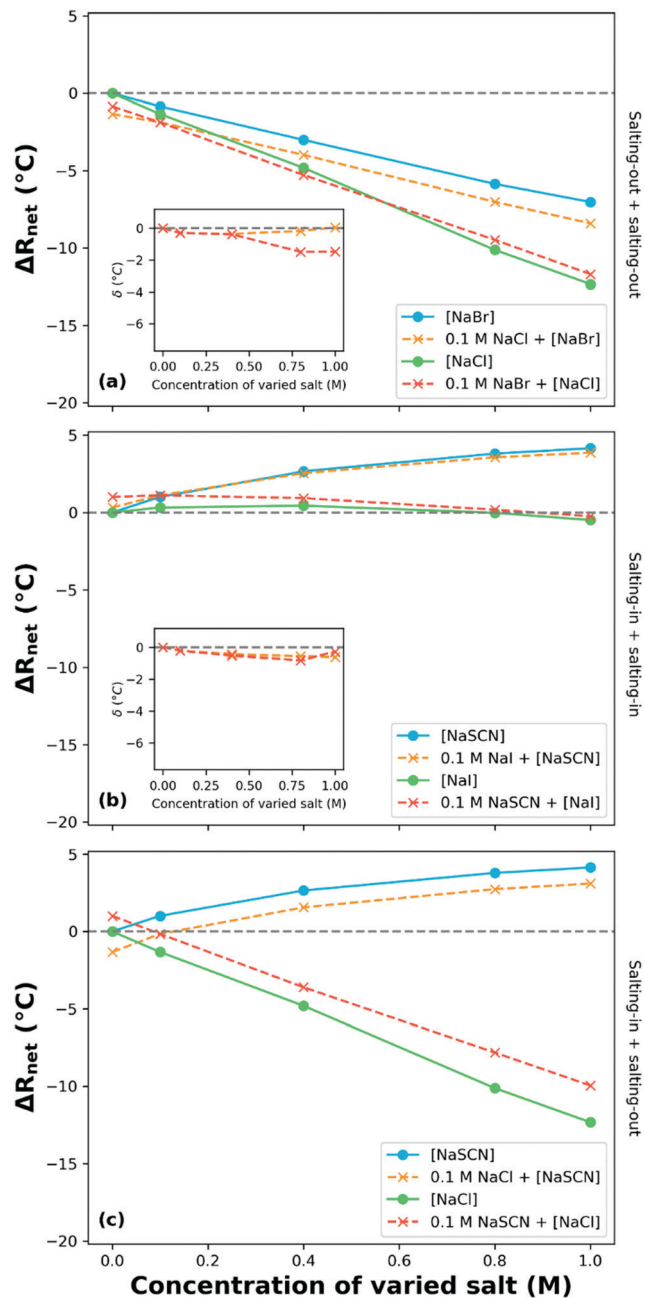 5
0
−5
−10
−15
−20
ΔRnet (°C)
Salting-out + salting-out
0
−2
−4
−6
δ (°C)
0.00 0.25 0.50 0.75 1.00
Concentration of varied salt (M)
(a)
[NaBr]
0.1 M NaCl + [NaBr]
[NaCl]
0.1 M NaBr + [NaCl]
5
0
−5
−10
−15
−20
ΔRnet (°C)
Salting-in + salting-in
0
−2
−4
−6
δ (°C)
0.00 0.25 0.50 0.75 1.00
Concentration of varied salt (M)
(b)
[NaSCN]
0.1 M NaI + [NaSCN]
[NaI]
0.1 M NaSCN + [NaI]
5
0
−5
−10
−15
−20
ΔRnet (°C)
Salting-in + salting-out
(c)
[NaSCN]
0.1 M NaCl + [NaSCN]
[NaCl]
0.1 M NaSCN + [NaCl]
0.0 0.2 0.4 0.6 0.8 1.0
Concentration of varied salt (M)